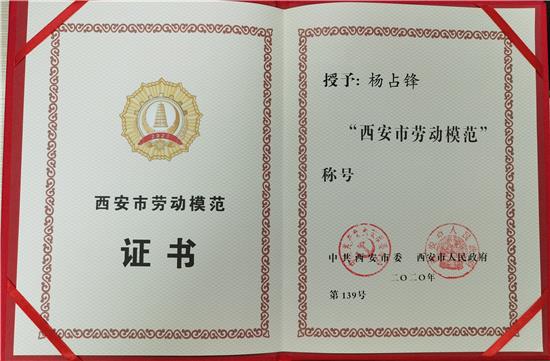 西安市劳动模范
证书
授予:杨占锋
“西安市劳动模范”
称号
中共西安市委 西安市人民政府
二〇二〇年
第139号